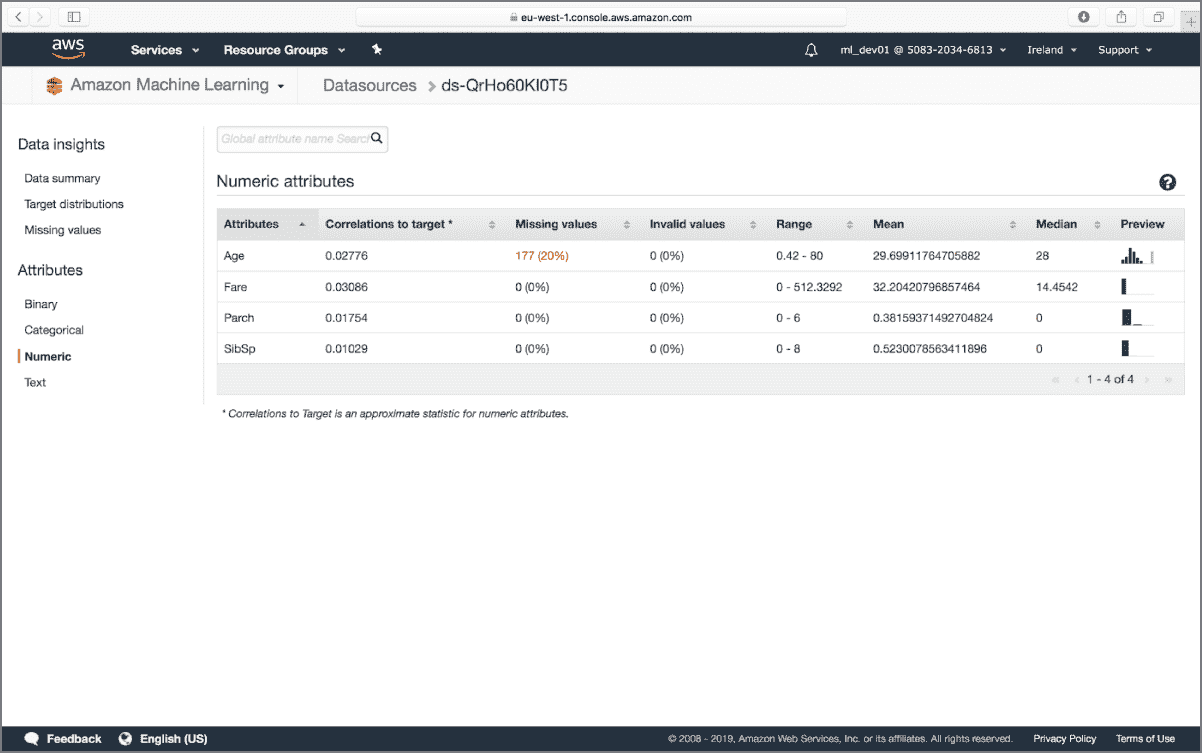 eu-west-1.console.aws.amazon.com
aws Services Resource Groups ml_dev01 @ 5083-2034-6813 Ireland Support
Amazon Machine Learning Datasources ds-QrHo60KI0T5
Data insights
Data summary
Target distributions
Missing values
Attributes
Binary
Categorical
Numeric
Text
Global attribute name Search
Numeric attributes
Attributes Correlations to target * Missing values Invalid values Range Mean Median Preview
Age 0.02776 177 (20%) 0 (0%) 0.42 - 80 29.69911764705882 28
Fare 0.03086 0 (0%) 0 (0%) 0 - 512.3292 32.20420796857464 14.4542
Parch 0.01754 0 (0%) 0 (0%) 0 - 6 0.38159371492704824 0
SibSp 0.01029 0 (0%) 0 (0%) 0 - 8 0.5230078563411896 0
« ‹ 1 - 4 of 4 › »
* Correlations to Target is an approximate statistic for numeric attributes.
Feedback English (US) © 2008 - 2019, Amazon Web Services, Inc. or its affiliates. All rights reserved. Privacy Policy Terms of Use